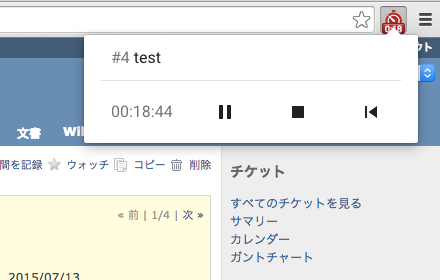 0:18
クト
#4 test
00:18:44
文書
Wi
間を記録 ウォッチ コピー 削除
チケット
« 前 | 1/4 | 次 »
すべてのチケットを見る
サマリー
カレンダー
ガントチャート
2015/07/13